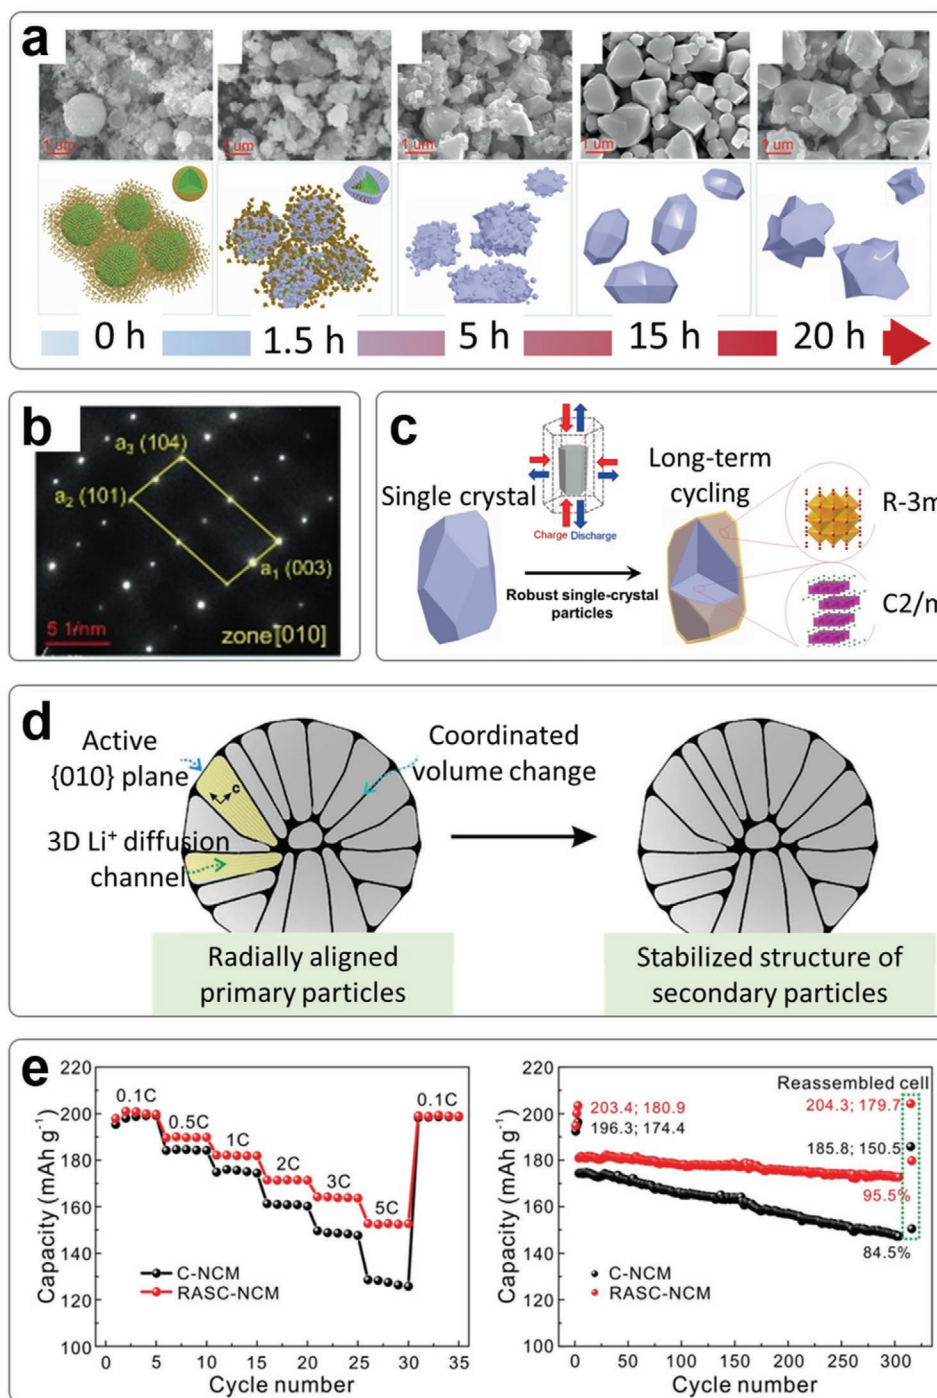 a
1 um
1 um
1 um
1 um
1 um
0 h
1.5 h
5 h
15 h
20 h
b
a3 (104)
a2 (101)
a1 (003)
5 1/nm
zone[010]
c
Single crystal
Charge Discharge
Robust single-crystal
particles
Long-term
cycling
R-3m
C2/m
d
Active
{010} plane
c
3D Li⁺ diffusion
channel
Coordinated
volume change
Radially aligned
primary particles
Stabilized structure of
secondary particles
e
Capacity (mAh g⁻¹)
220
200
180
160
140
120
100
0.1C
0.5C
1C
2C
3C
5C
0.1C
C-NCM
RASC-NCM
0 5 10 15 20 25 30 35
Cycle number
Capacity (mAh g⁻¹)
220
200
180
160
140
120
100
Reassembled cell
203.4; 180.9
196.3; 174.4
204.3; 179.7
185.8; 150.5
95.5%
84.5%
C-NCM
RASC-NCM
0 50 100 150 200 250 300
Cycle number